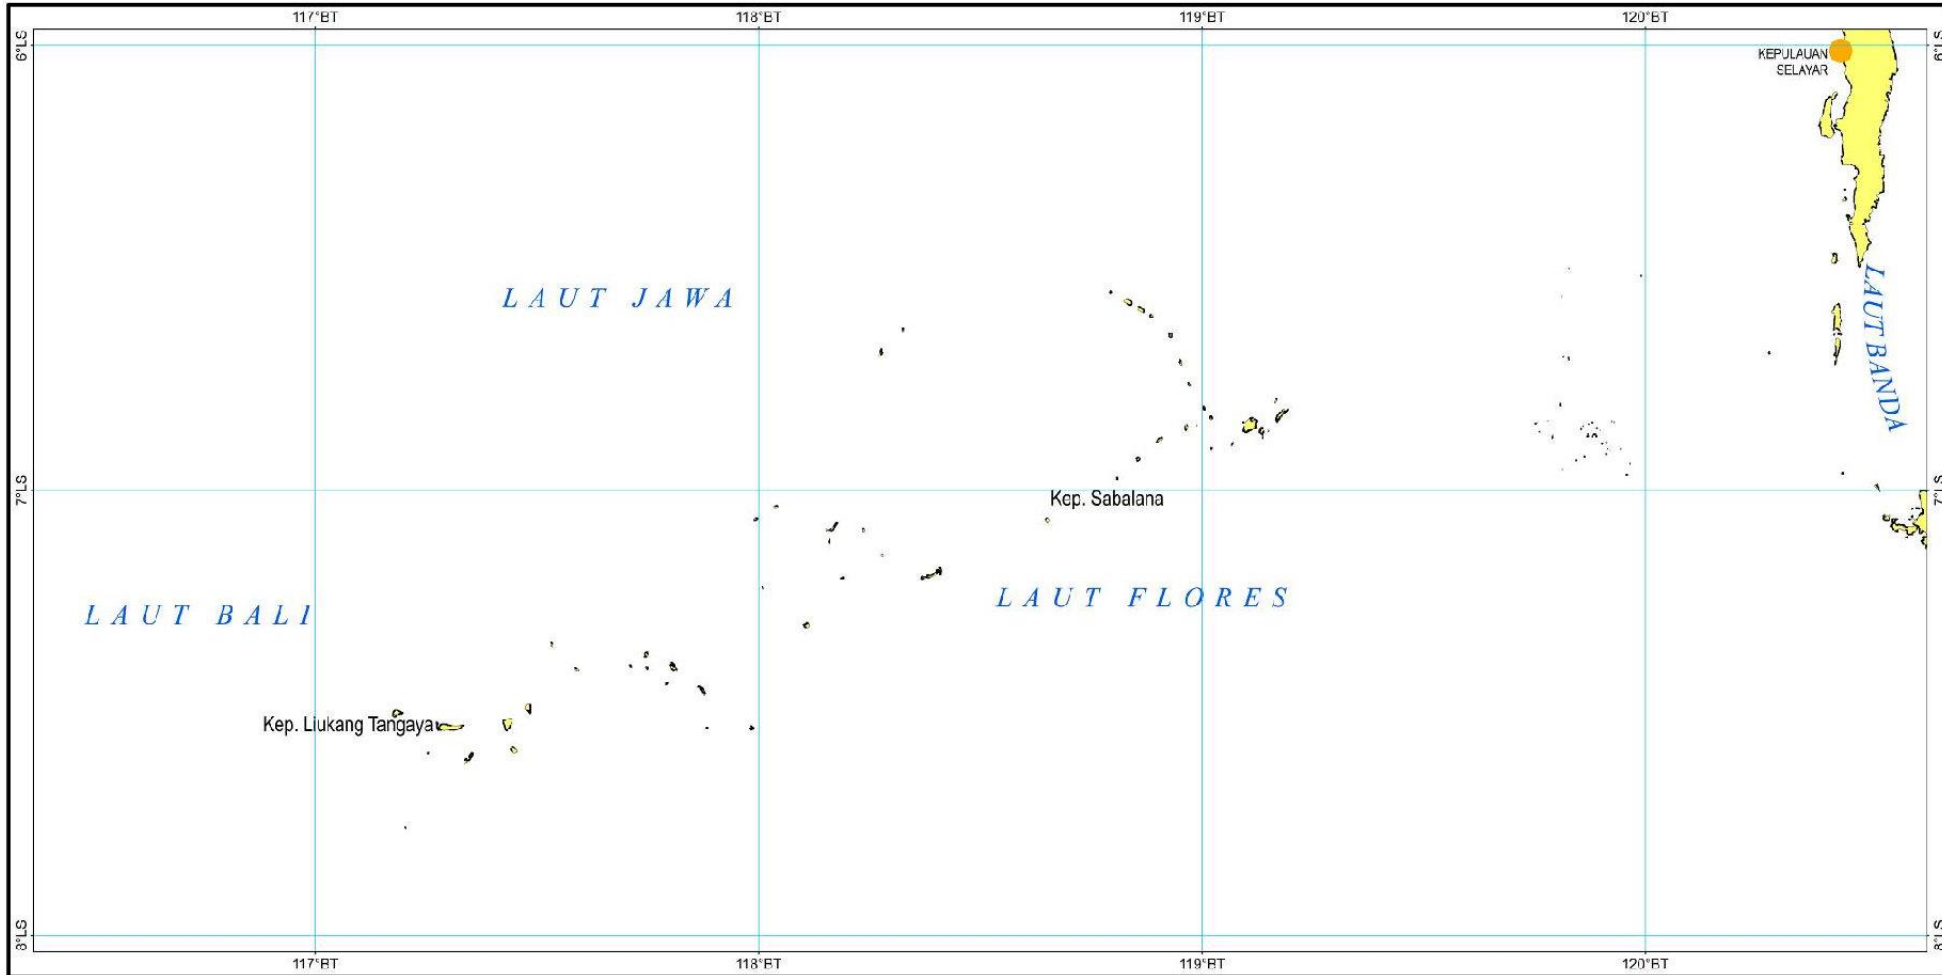 117°BT
118°BT
119°BT
120°BT
6°LS
6°LS
KEPULAUAN
SELAYAR
LAUT JAWA
LAUT BANDA
7°LS
7°LS
Kep. Sabalana
LAUT FLORES
LAUT BALI
Kep. Liukang Tangaya
8°LS
8°LS
117°BT
118°BT
119°BT
120°BT